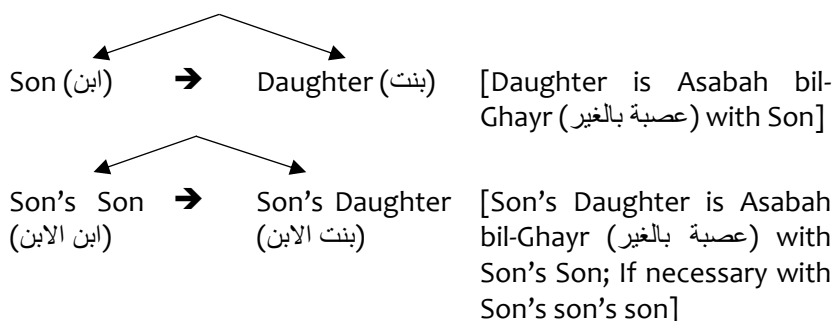 Son (ابن) ➔ Daughter (بنت) [Daughter is Asabah bil-
Ghayr (عصبة بالغير) with Son]
Son's Son ➔ Son's Daughter [Son's Daughter is Asabah
(ابن الابن) (بنت الابن) bil-Ghayr (عصبة بالغير) with
Son's Son; If necessary with
Son's son's son]